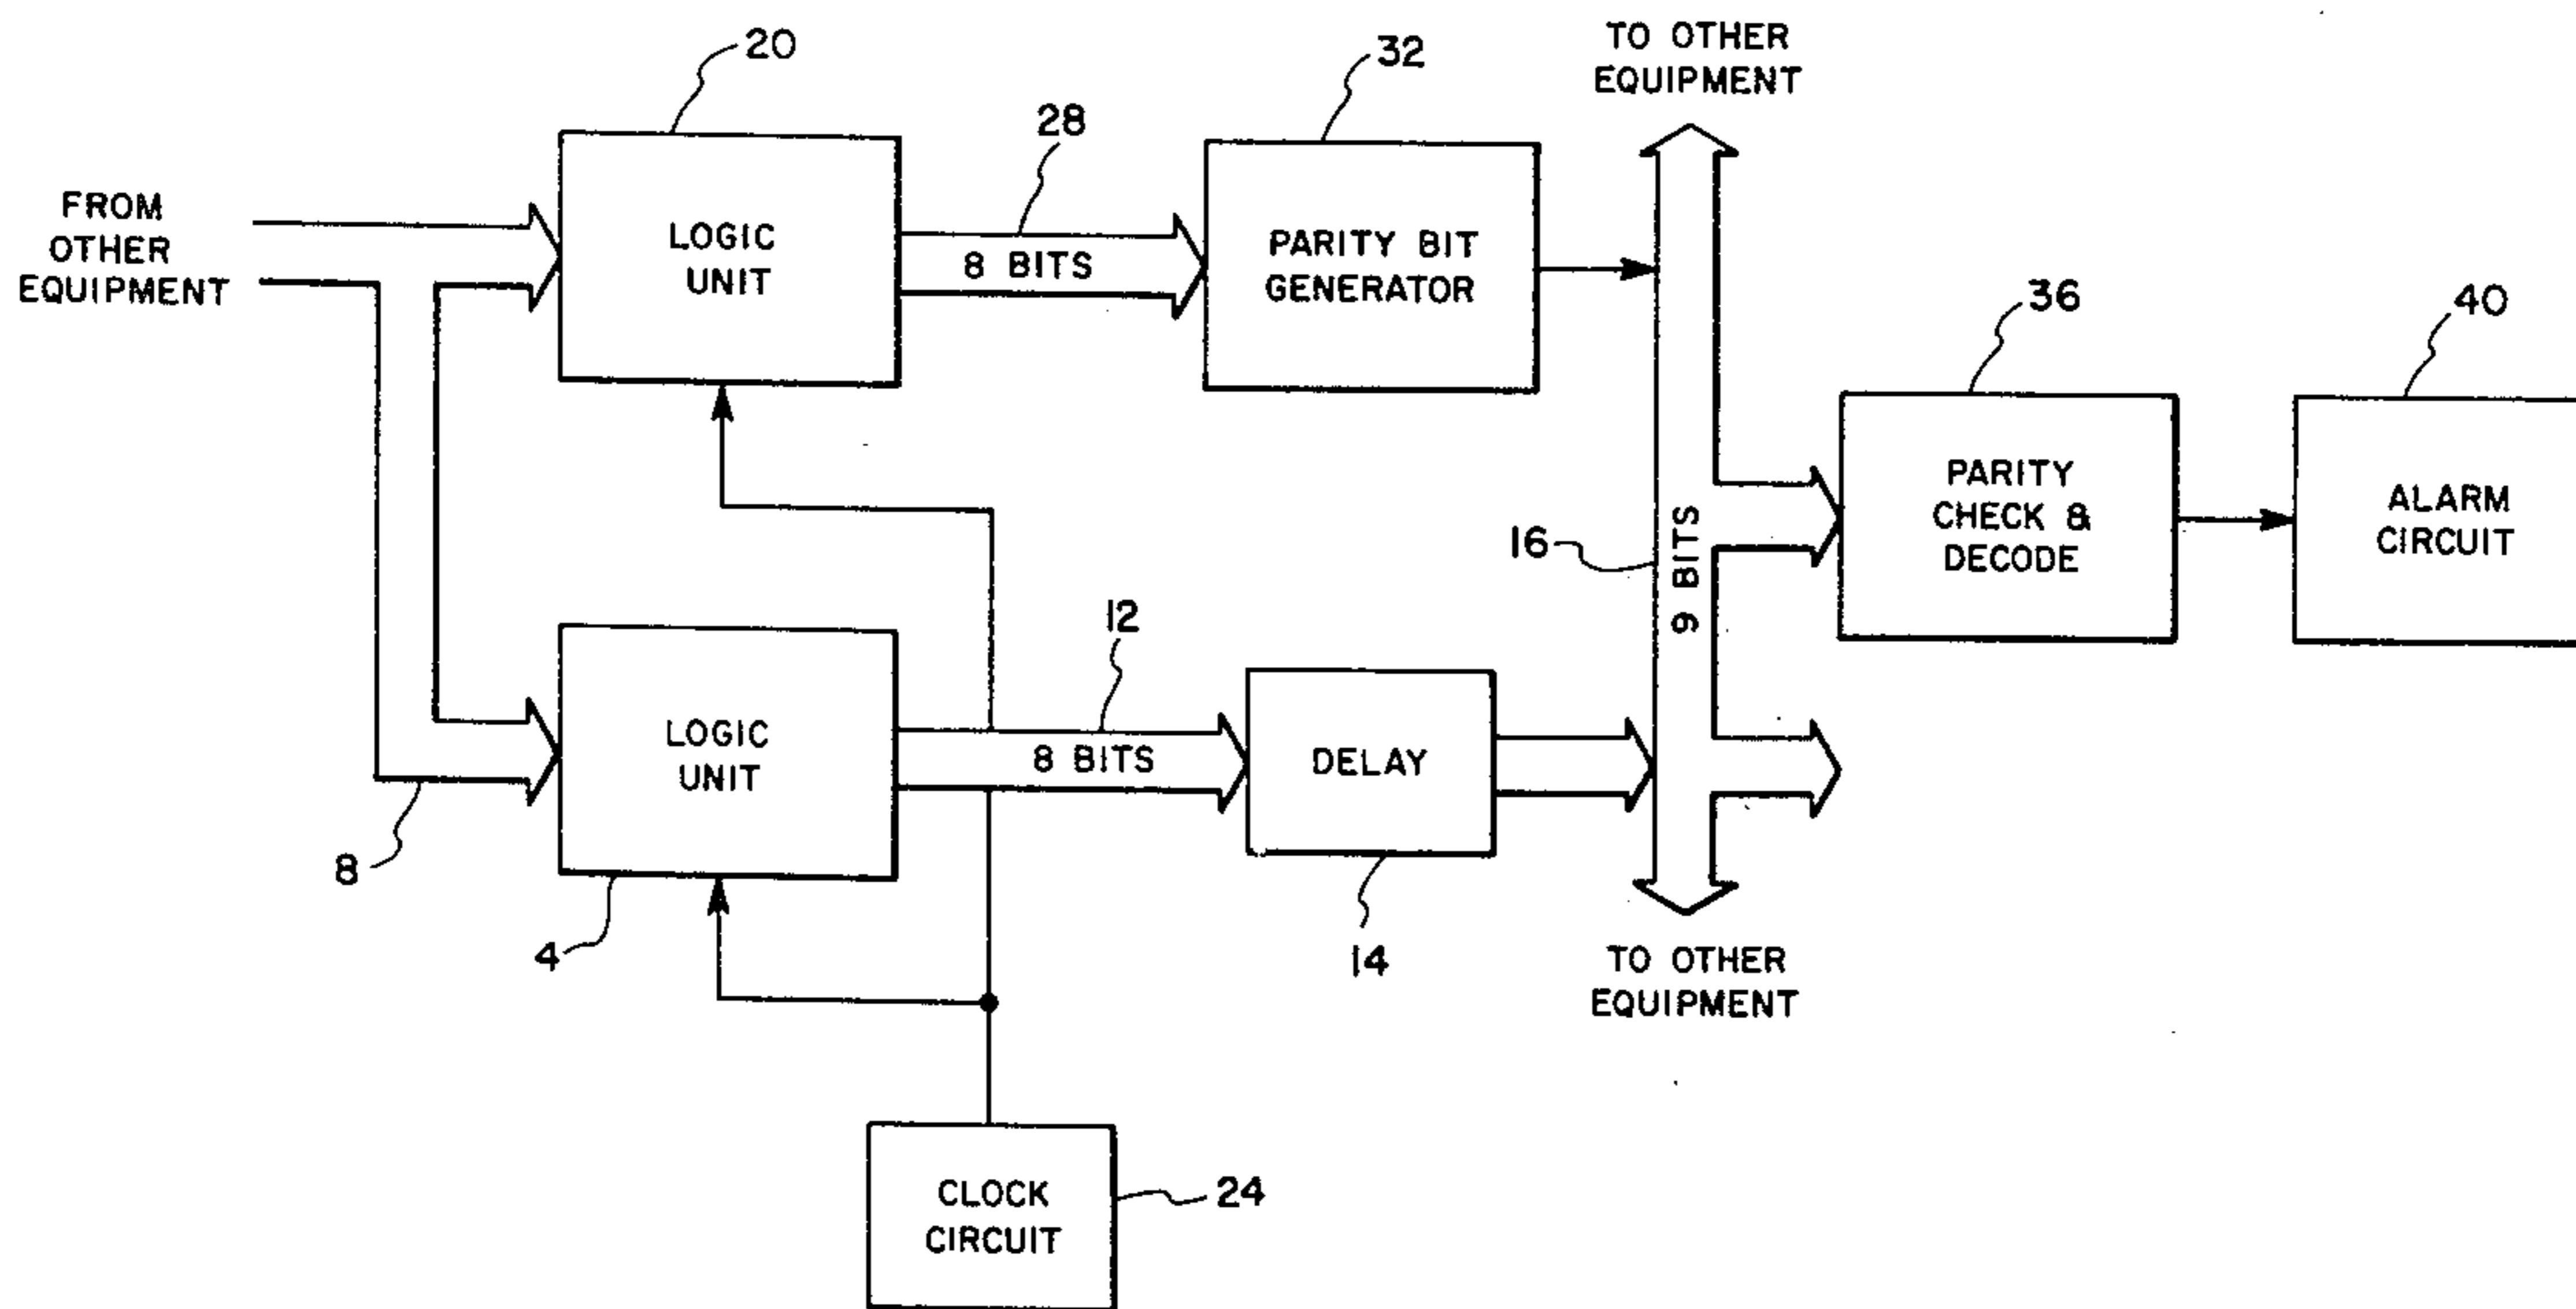 20
32
TO OTHER
EQUIPMENT
28
FROM
OTHER
EQUIPMENT
LOGIC
UNIT
8 BITS
PARITY BIT
GENERATOR
36
40
PARITY
CHECK &
DECODE
ALARM
CIRCUIT
16
9 BITS
12
LOGIC
UNIT
8 BITS
DELAY
8
4
14
TO OTHER
EQUIPMENT
CLOCK
CIRCUIT
24